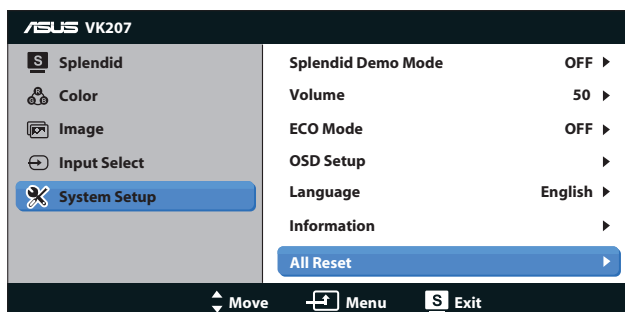 ASUS VK207
S Splendid
Color
Image
Input Select
System Setup
Splendid Demo Mode OFF
Volume 50
ECO Mode OFF
OSD Setup
Language English
Information
All Reset
Move Menu S Exit